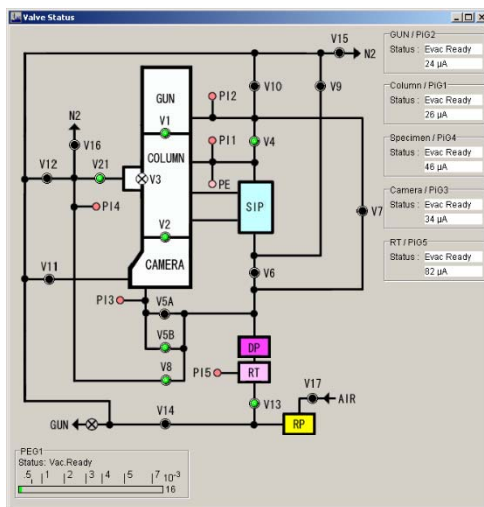 Valve Status
V15
N2
GUN / PiG2
Status : Evac Ready
24 µA
Column / PiG1
Status : Evac Ready
26 µA
Specimen / PiG4
Status : Evac Ready
46 µA
Camera / PiG3
Status : Evac Ready
34 µA
RT / PiG5
Status : Evac Ready
82 µA
GUN
PI2
V10
V9
N2
V1
V16
COLUMN
PI1
V4
V12
V21
V3
PE
PI4
SIP
V7
V2
V11
CAMERA
V6
PI3
V5A
V5B
DP
V8
PI5
RT
V17
AIR
V14
V13
GUN
RP
PEG1
Status: Vac.Ready
.5 1 2 3 4 5 7 10-3
16